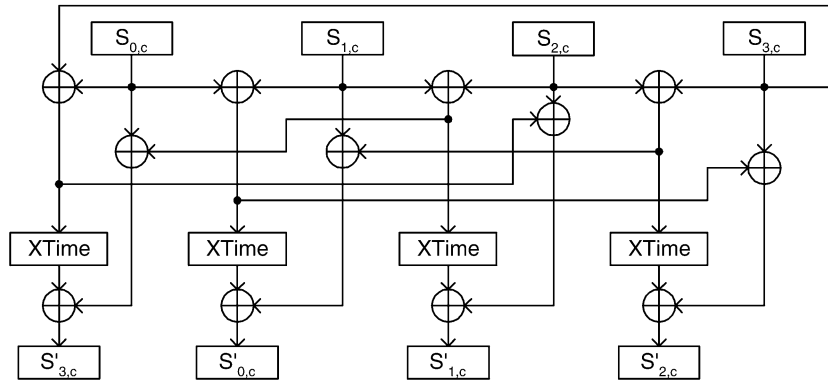 S0,c S1,c S2,c S3,c
XTime XTime XTime XTime
S'3,c S'0,c S'1,c S'2,c